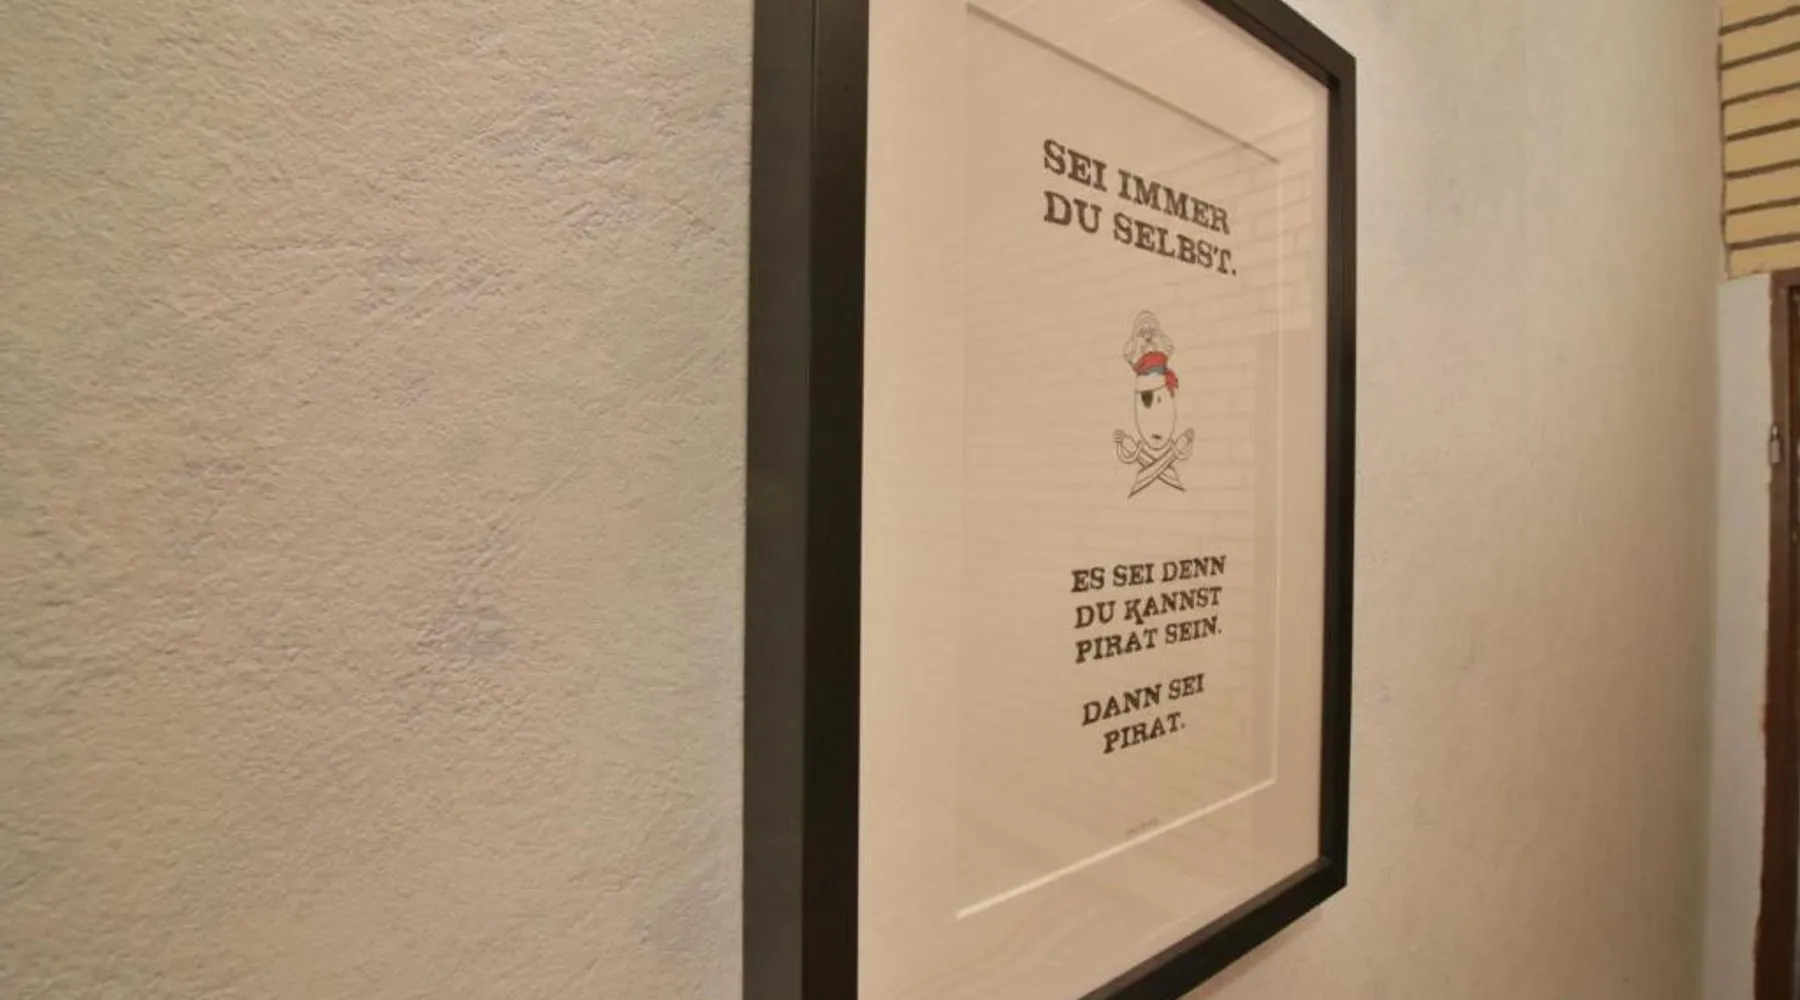 SEI IMMER
DU SELBST.
ES SEI DENN
DU KANNST
PIRAT SEIN.
DANN SEI
PIRAT.